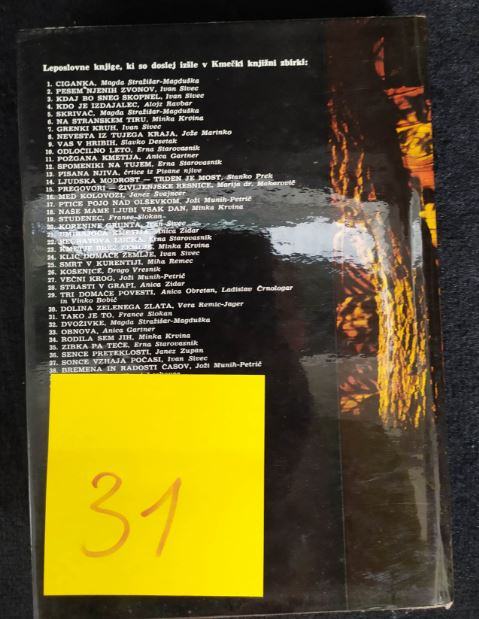 Leposlovne knjige, ki so doslej izšle v Kmečki knjižni zbirki:
1. CIGANKA, Magda Stražišar-Magduška
2. PESEM NJENIH ZVONOV, Ivan Sivec
3. KDAJ BO SNEG SKOPNEL, Ivan Sivec
4. KDO JE IZDAJALEC, Alojz Ravbar
5. SKRIVAČ, Magda Stražišar-Magduška
6. NA STRANSKEM TIRU, Minka Krvina
7. GRENKI KRUH, Ivan Sivec
8. NEVESTA IZ TUJEGA KRAJA, Jože Marinko
9. VAS V HRIBIH, Slavko Desetak
10. ODLOČILNO LETO, Erna Starovasnik
11. POŽGANA KMETIJA, Anica Gartner
12. SPOMENIKI NA TUJEM, Erna Starovasnik
13. PISANA NJIVA, črtice iz Pisane njive
14. LJUDSKA MODROST — TRDEN JE MOST, Stanko Prek
15. PREGOVORI — ŽIVLJENJSKE RESNICE, Marija dr. Makarovič
16. MED KOLOVOZI, Janez Švajncer
17. PTICE POJO NAD OLŠEVKOM, Joži Munih-Petrič
18. NAŠE MAME LJUBI VSAK DAN, Minka Krvina
19. STUDENEC, France Slokan
20. KORENINE GRUNTA, Ivan Sivec
21. UMIRAJOČA KMETIJA, Anica Zidar
22. Erna Starovasnik
23. KMETIJE BREZ ZEMLJE, Minka Krvina
24. KLIC DOMAČE ZEMLJE, Ivan Sivec
25. SMRT V KURENTIJI, Miha Remec
26. KOŠENICE, Drago Vresnik
27. VEČNI KROG, Joži Munih-Petrič
28. STRASTI V GRAPI, Anica Zidar
29. TRI DOMAČE POVESTI, Anica Obretan, Ladislav Črnologar
in Vinko Bobič
30. DOLINA ZELENEGA ZLATA, Vera Remic-Jager
31. TAKO JE TO, France Slokan
32. DVOŽIVKE, Magda Stražišar-Magduška
33. OBNOVA, Anica Gartner
34. RODILA SEM JIH, Minka Krvina
35. ZIBKA PA TEČE, Erna Starovasnik
36. SENCE PRETEKLOSTI, Janez Zupan
37. SONCE VZHAJA POČASI, Ivan Sivec
38. BREMENA IN RADOSTI ČASOV, Joži Munih-Petrič
31